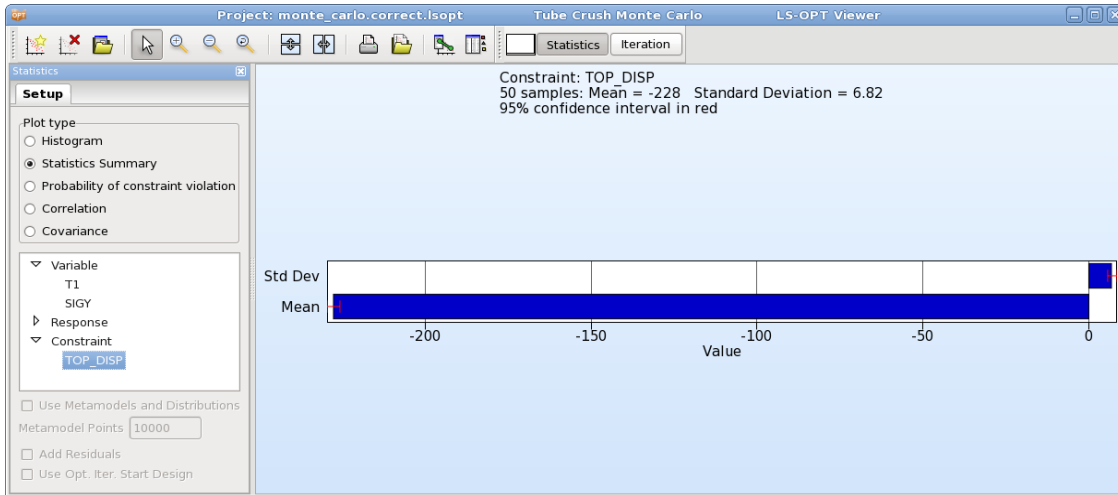 Project: monte_carlo.correct.lsopt Tube Crush Monte Carlo LS-OPT Viewer
Statistics Iteration
Statistics
Setup
Plot type
Histogram
Statistics Summary
Probability of constraint violation
Correlation
Covariance
Variable
T1
SIGY
Response
Constraint
TOP_DISP
Use Metamodels and Distributions
Metamodel Points 10000
Add Residuals
Use Opt. Iter. Start Design
Constraint: TOP_DISP
50 samples: Mean = -228 Standard Deviation = 6.82
95% confidence interval in red
Std Dev
Mean
-200 -150 -100 -50 0
Value